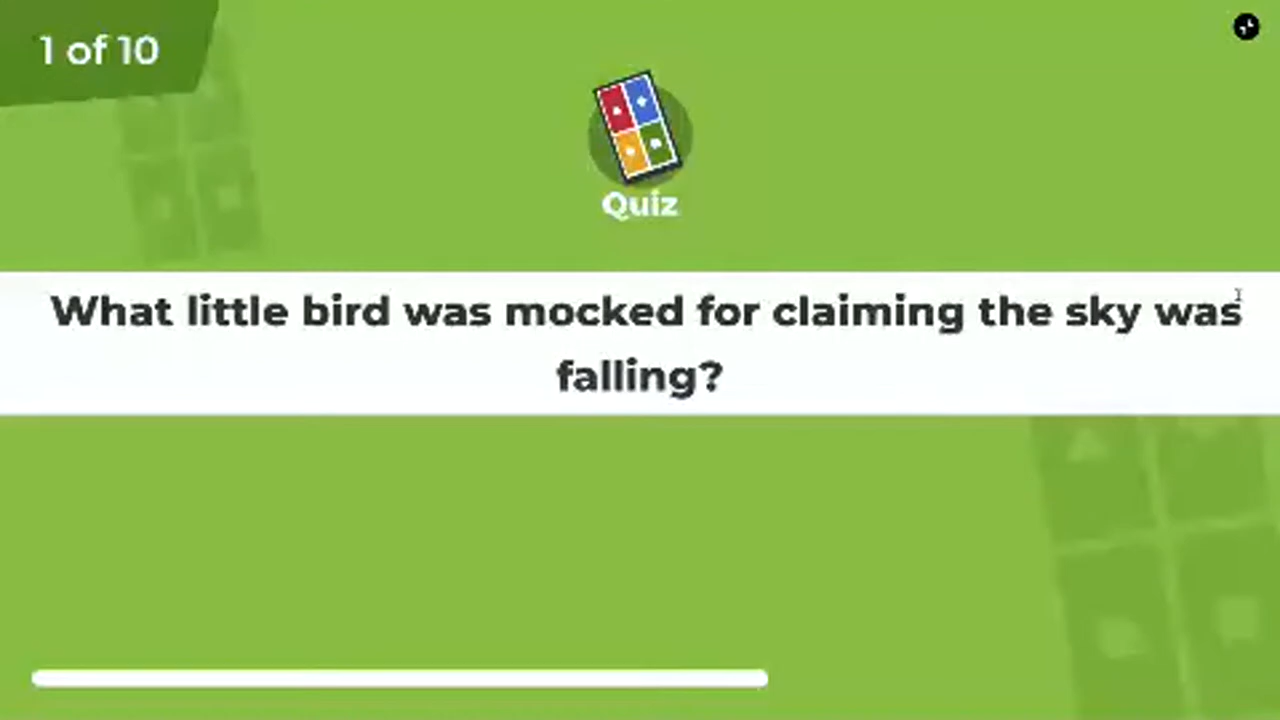 1 of 10
Quiz
What little bird was mocked for claiming the sky was
falling?